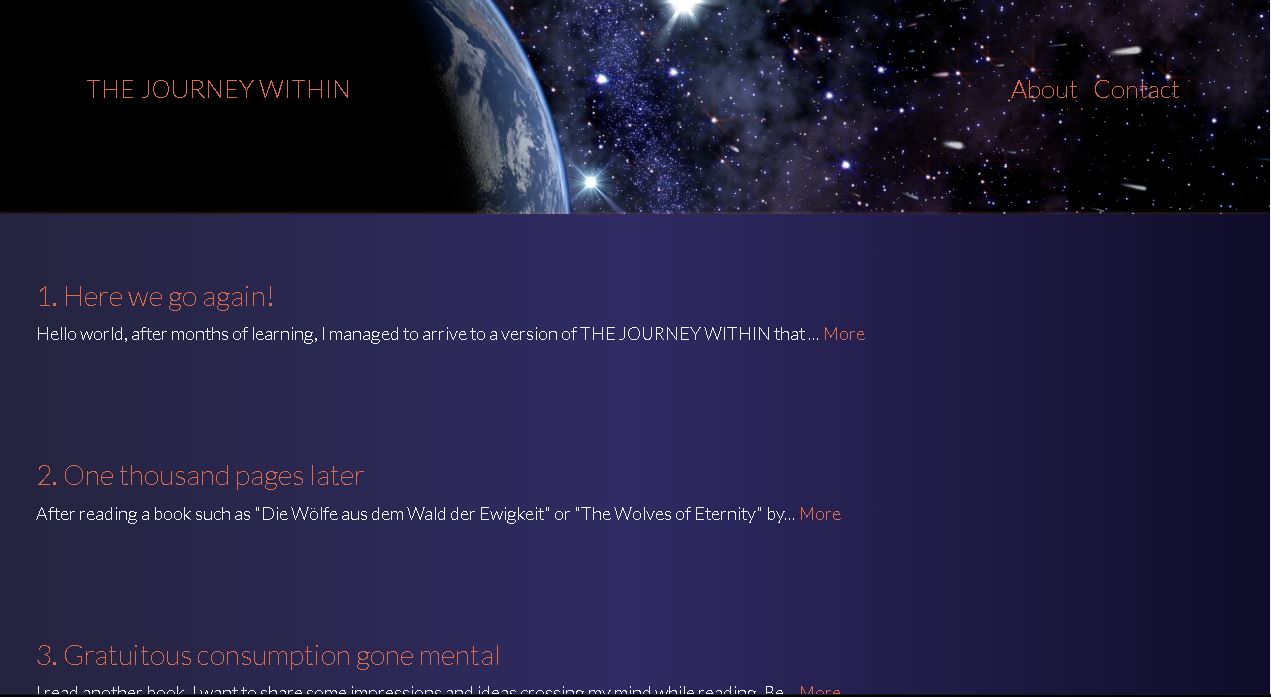 THE JOURNEY WITHIN
About Contact
1. Here we go again!
Hello world, after months of learning, I managed to arrive to a version of THE JOURNEY WITHIN that... More
2. One thousand pages later
After reading a book such as "Die Wölfe aus dem Wald der Ewigkeit" or "The Wolves of Eternity" by... More
3. Gratuitous consumption gone mental
I read another book. I want to share some impressions and ideas crossing my mind while reading. Be... More